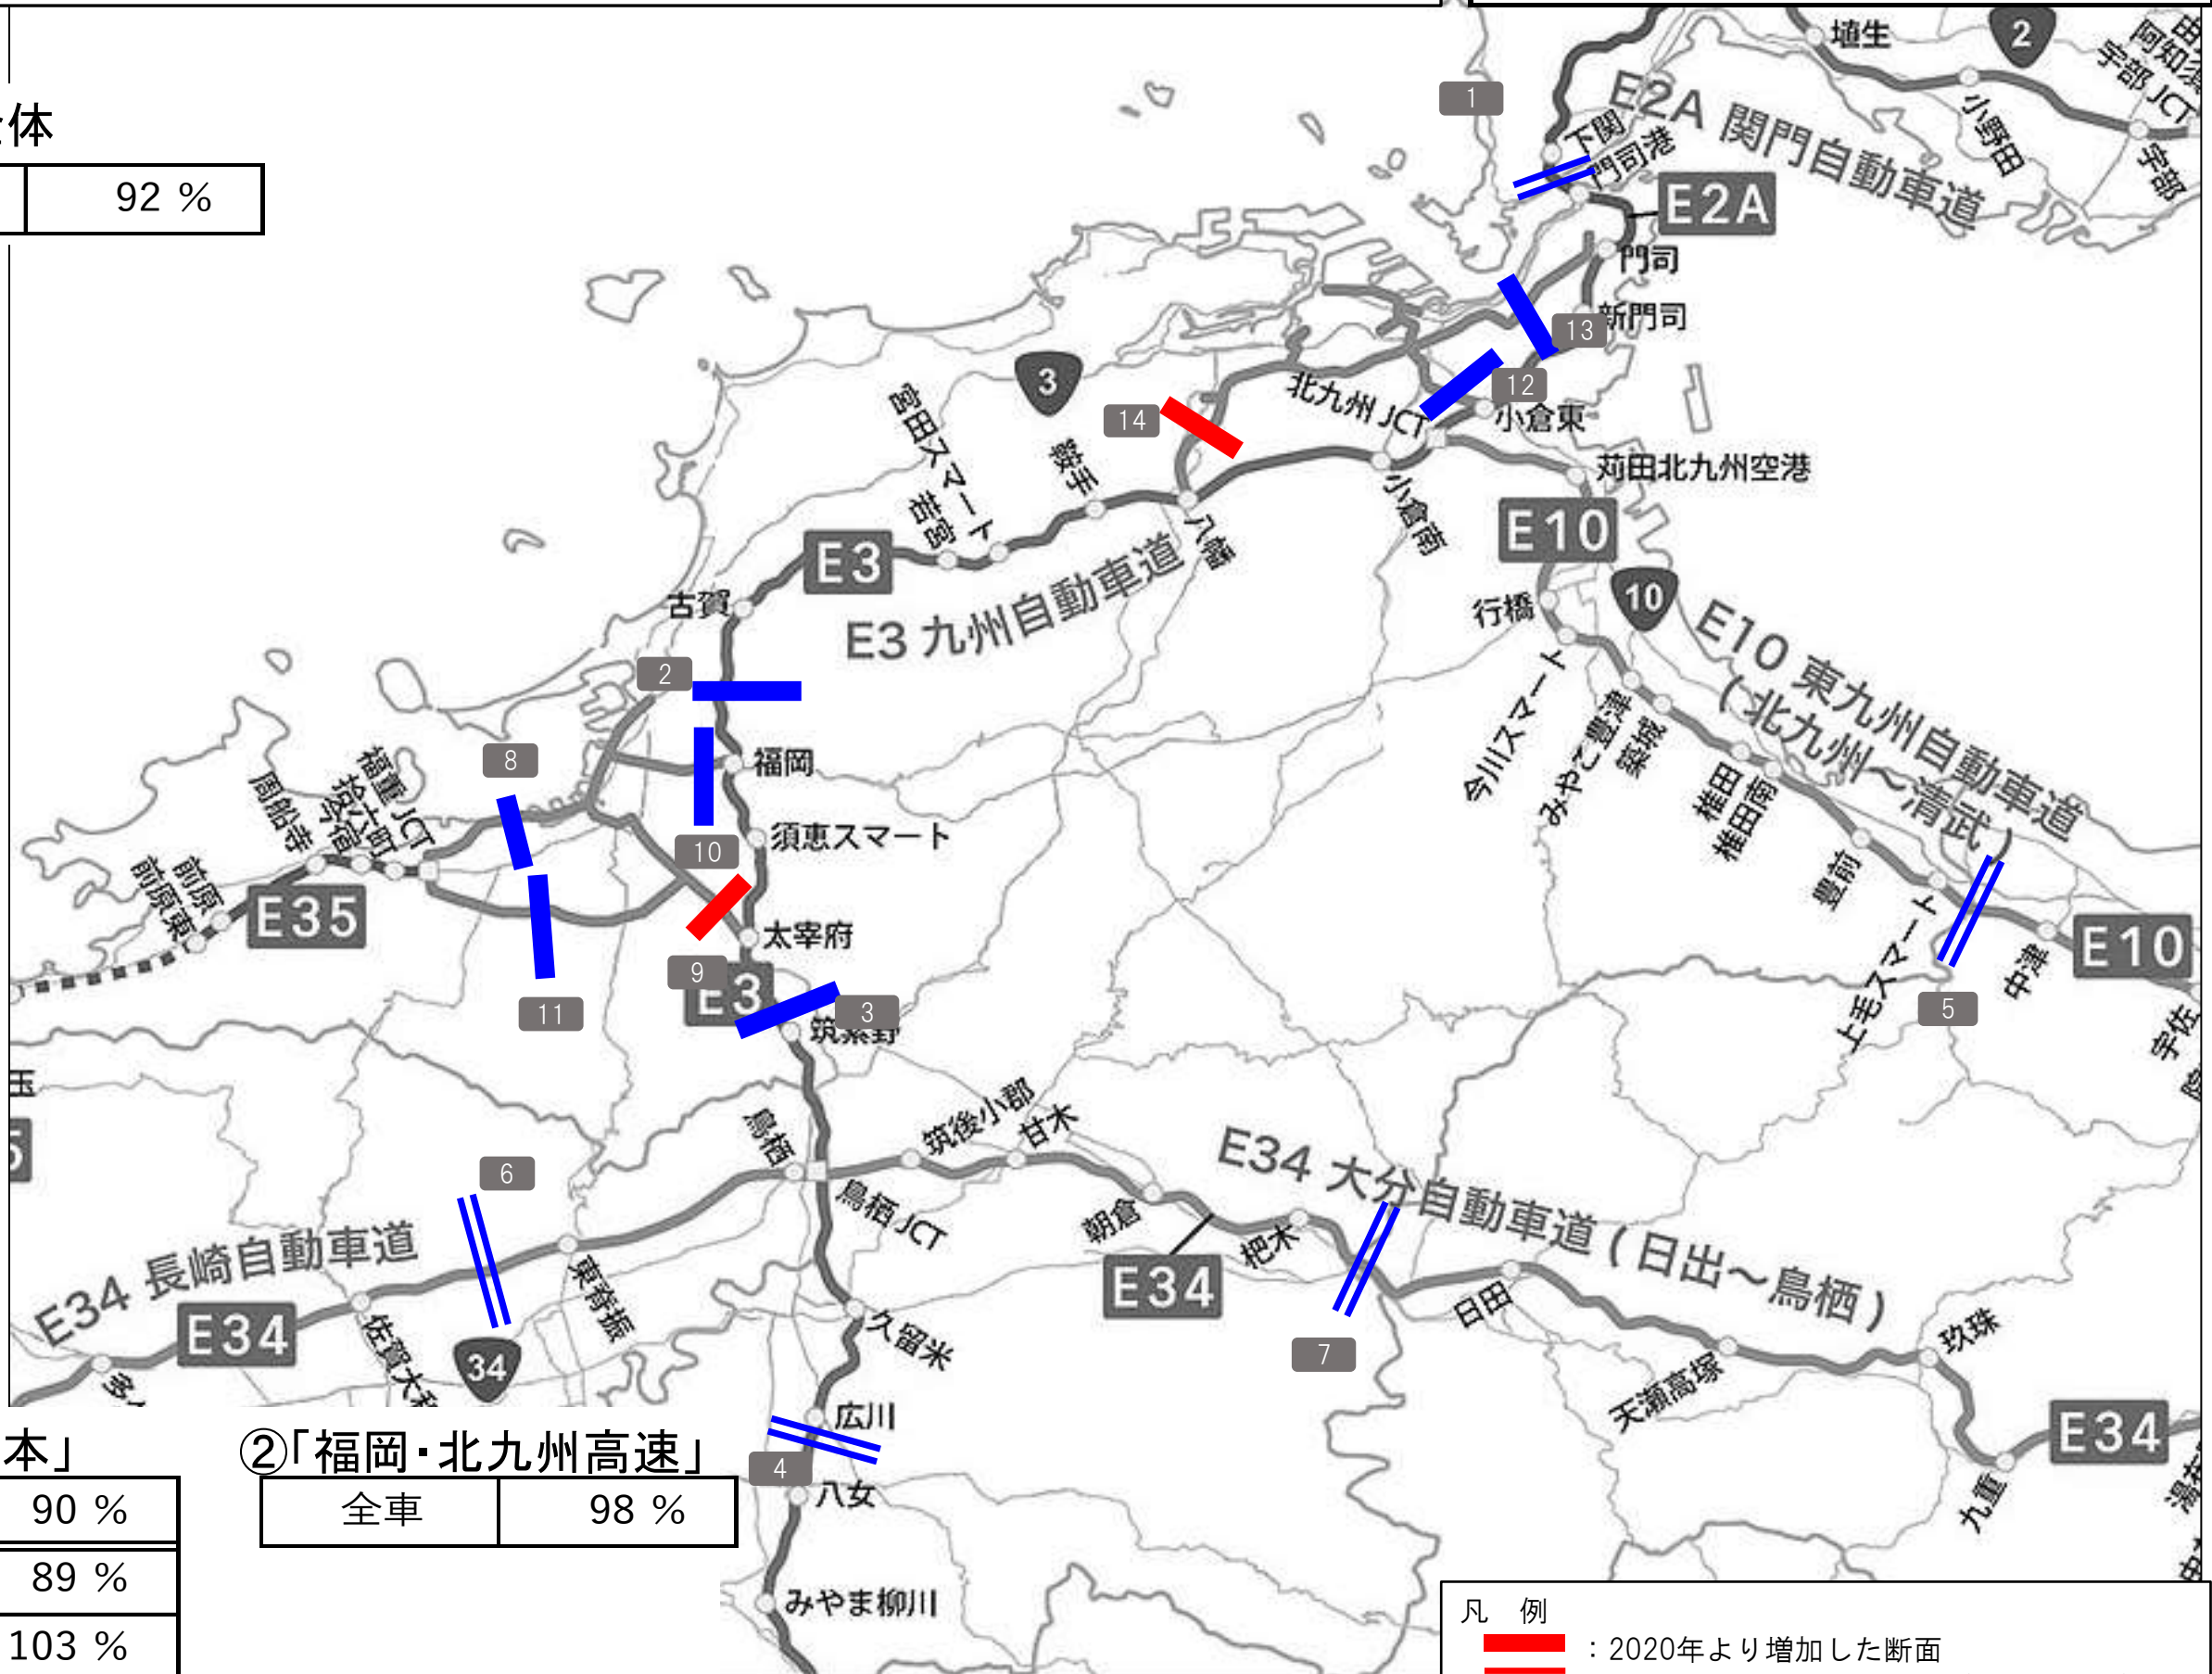 体
92 %
1
2
埴生
宇部 JCT
小野田
宇部
E2A 関門自動車道
下関
門司港
E2A
門司
新門司
13
12
3
14
北九州 JCT
小倉東
苅田北九州空港
宮田スマート
若宮
鞍手
八幡
小倉南
E10
E3
E3 九州自動車道
古賀
行橋
10
E10 東九州自動車道
(北九州～清武)
今川スマート
みやこ豊津
築城
椎田
椎田南
豊前
上毛スマート
中津
E10
宇佐
5
2
福岡
8
須恵スマート
10
福重 JCT
拾六町
今宿
周船寺
前原
前原東
E35
太宰府
9
E3
3
筑紫野
11
6
鳥栖
筑後小郡
甘木
鳥栖 JCT
朝倉
杷木
E34
E34 大分自動車道 (日出～鳥栖)
7
日田
天瀬高塚
玖珠
九重
E34
E34 長崎自動車道
E34
東脊振
佐賀大和
34
久留米
広川
4
八女
みやま柳川
本」
90 %
89 %
103 %
②「福岡・北九州高速」
全車 98 %
凡 例
：2020年より増加した断面